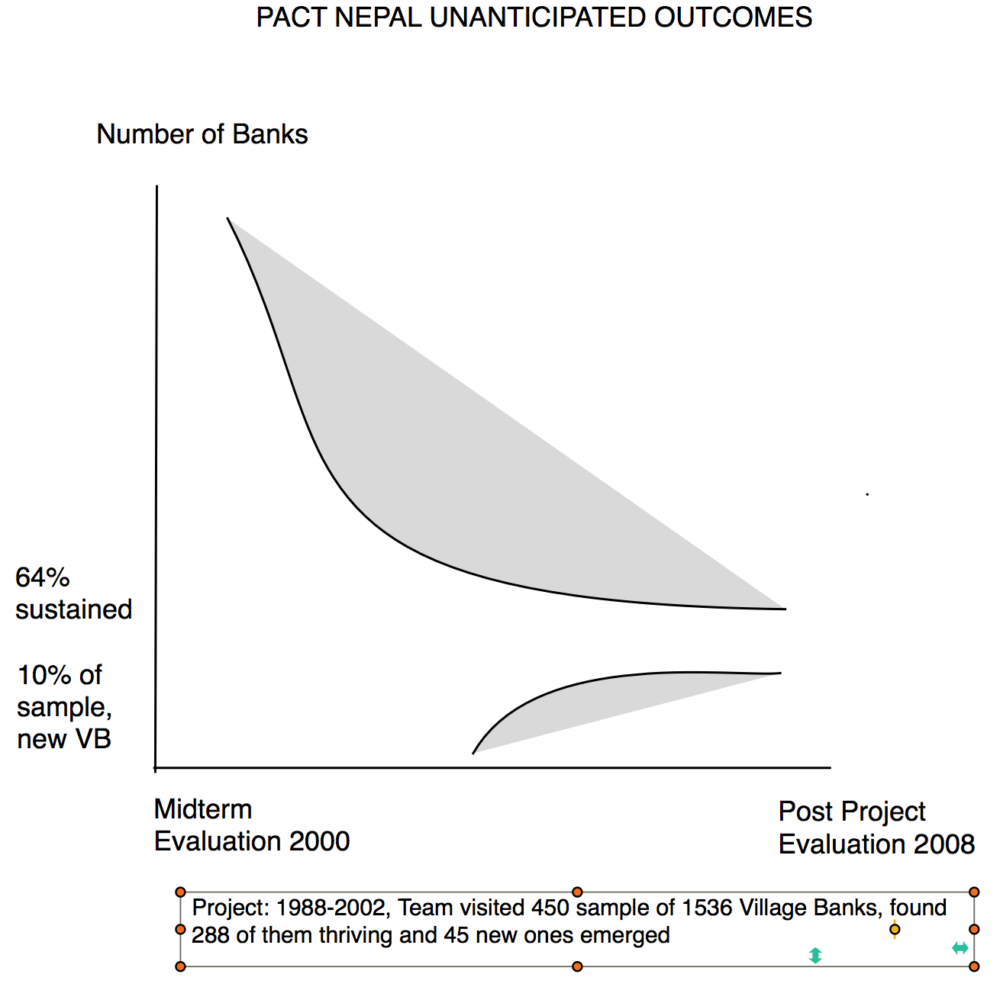 PACT NEPAL UNANTICIPATED OUTCOMES
Number of Banks
64%
sustained
10% of
sample,
new VB
Midterm
Evaluation 2000
Post Project
Evaluation 2008
Project: 1988-2002, Team visited 450 sample of 1536 Village Banks, found
288 of them thriving and 45 new ones emerged